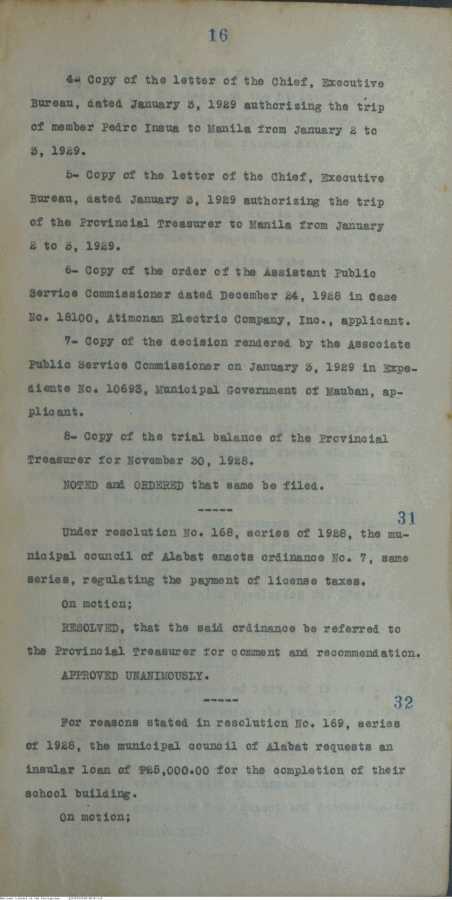 16
4- Copy of the letter of the Chief, Executive
Bureau, dated January 3, 1929 authorizing the trip
of member Pedro Insua to Manila from January 2 to
3, 1929.
5- Copy of the letter of the Chief, Executive
Bureau, dated January 3, 1929 authorizing the trip
of the Provincial Treasurer to Manila from January
2 to 3, 1929.
6- Copy of the order of the Assistant Public
Service Commissioner dated December 24, 1928 in Case
No. 18100, Atimonan Electric Company, Inc., applicant.
7- Copy of the decision rendered by the Associate
Public Service Commissioner on January 3, 1929 in Expe-
diente No. 10693, Municipal Government of Mauban, ap-
plicant.
8- Copy of the trial balance of the Provincial
Treasurer for November 30, 1928.
NOTED and ORDERED that same be filed.
-----
31
Under resolution No. 168, series of 1928, the mu-
nicipal council of Alabat enacts ordinance No. 7, same
series, regulating the payment of license taxes.
On motion;
RESOLVED, that the said ordinance be referred to
the Provincial Treasurer for comment and recommendation.
APPROVED UNANIMOUSLY.
-----
32
For reasons stated in resolution No. 169, series
of 1928, the municipal council of Alabat requests an
insular loan of ₱25,000.00 for the completion of their
school building.
On motion;